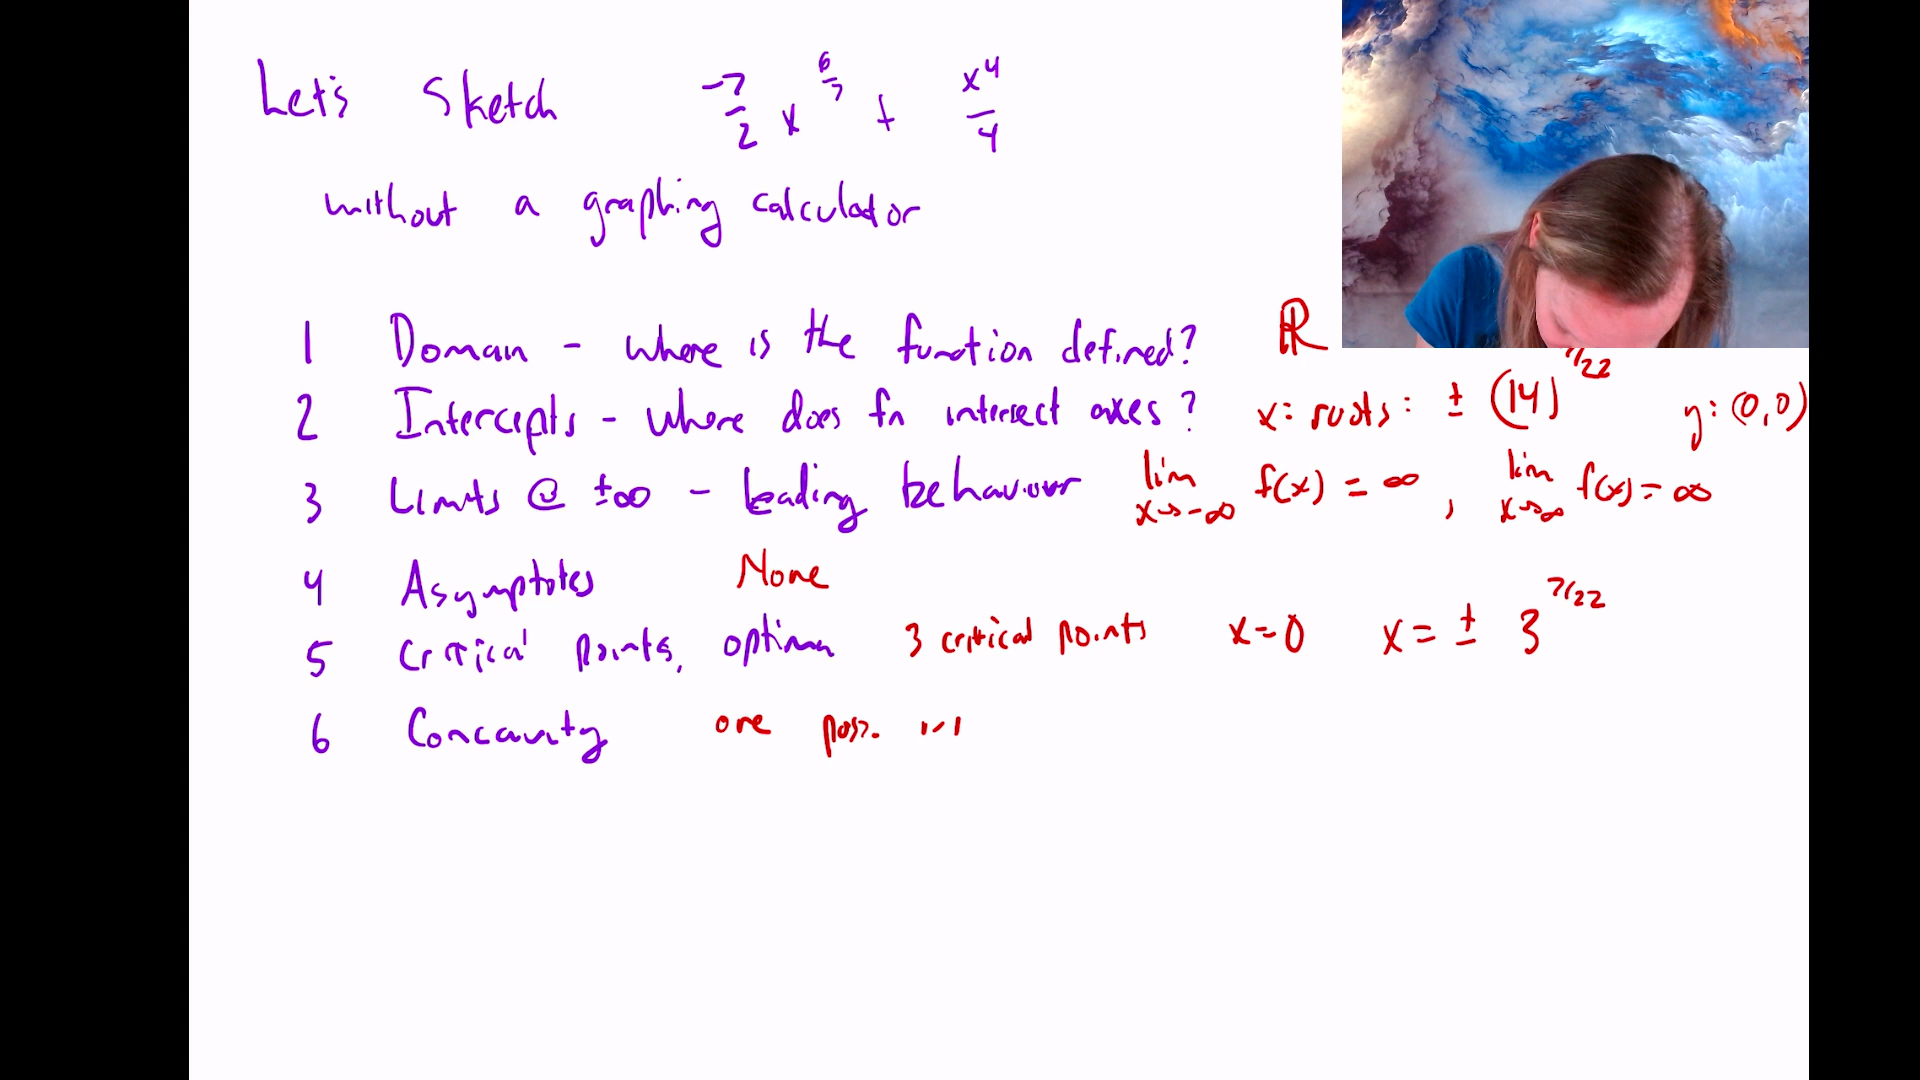 Let's Sketch -7/2 x^6/7 + x^4/4
without a graphing calculator
1 Doman - where is the function defined? ℝ
2 Intercepts - where does fn intersect axes? x: roots: ± (14)^7/22 y: (0,0)
3 Limits @ ±∞ - leading behaviour lim x→-∞ f(x) = ∞, lim x→∞ f(x) = ∞
4 Asymptotes None
5 Critical points, optima 3 critical points x=0 x= ± 3^7/22
6 Concavity one poss.